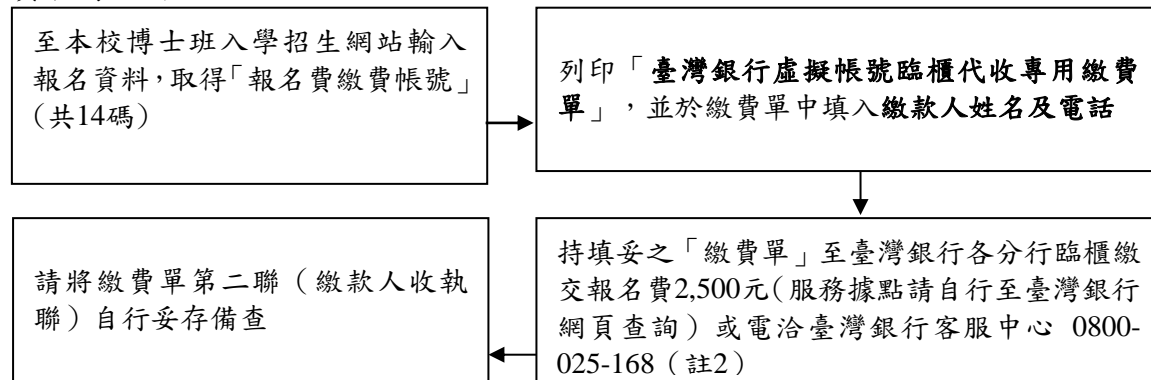 至本校博士班入學招生網站輸入
報名資料，取得「報名費繳費帳號」
（共14碼）
列印「臺灣銀行虛擬帳號臨櫃代收專用繳費
單」，並於繳費單中填入繳款人姓名及電話
持填妥之「繳費單」至臺灣銀行各分行臨櫃繳
交報名費2,500元（服務據點請自行至臺灣銀行
網頁查詢）或電洽臺灣銀行客服中心 0800-
025-168（註2）
請將繳費單第二聯（繳款人收執
聯）自行妥存備查